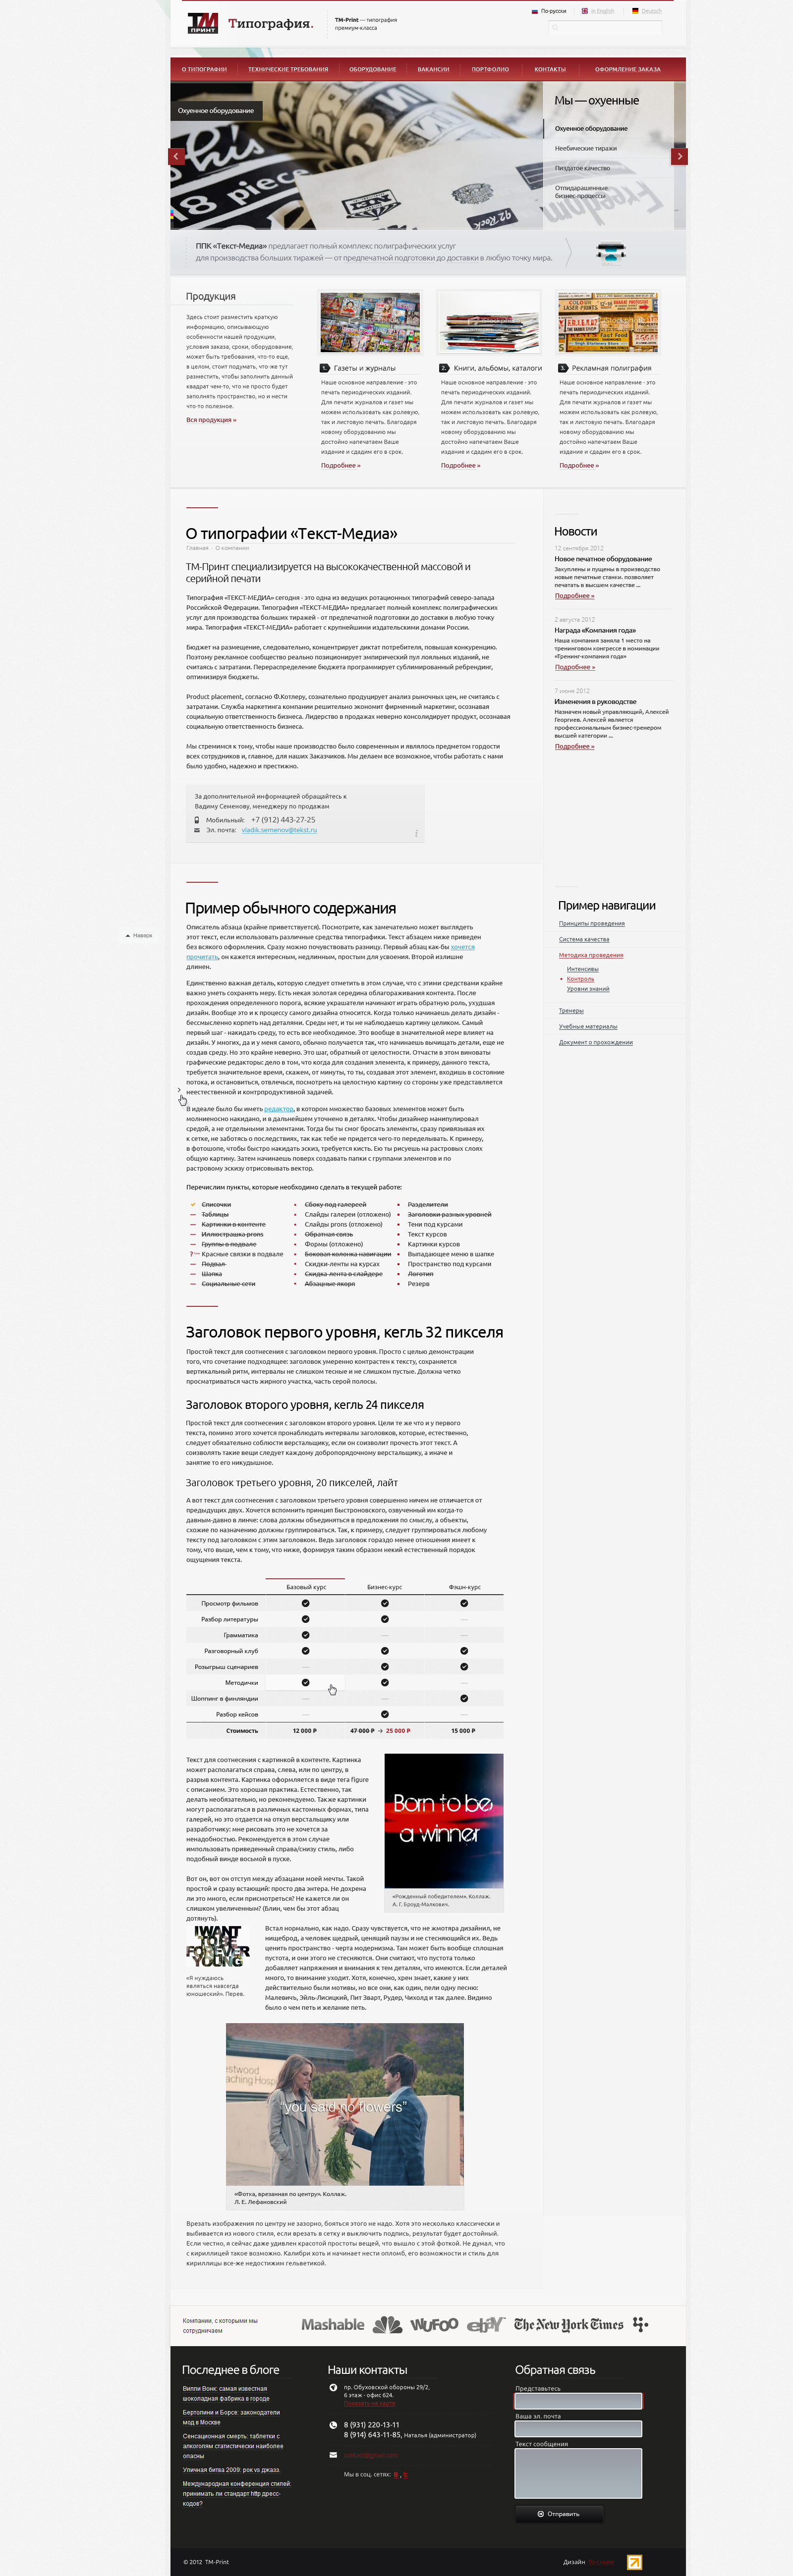 ТМ ПРИНТ
Типография.
TM-Print — типография
премиум-класса
По-русски
in English
Deutsch
О ТИПОГРАФИИ
ТЕХНИЧЕСКИЕ ТРЕБОВАНИЯ
ОБОРУДОВАНИЕ
ВАКАНСИИ
ПОРТФОЛИО
КОНТАКТЫ
ОФОРМЛЕНИЕ ЗАКАЗА
Охуенное оборудование
18 piece
Мы — охуенные
Охуенное оборудование
Неебические тиражи
Пиздатое качество
Отпидарашенные
бизнес-процессы
ППК «Текст-Медиа» предлагает полный комплекс полиграфических услуг
для производства больших тиражей — от предпечатной подготовки до доставки в любую точку мира.
Продукция
Здесь стоит разместить краткую
информацию, описывающую
особенности нашей продукции,
условия заказа, сроки, оборудование,
может быть требования, что-то еще,
в целом, стоит подумать, что же тут
разместить, чтобы заполнить данный
квадрат чем-то, что не просто будет
заполнять пространство, но и нести
что-то полезное.
Вся продукция »
1. Газеты и журналы
Наше основное направление - это
печать периодических изданий.
Для печати журналов и газет мы
можем использовать как ролевую,
так и листовую печать. Благодаря
новому оборудованию мы
достойно напечатаем Ваше
издание и сдадим его в срок.
Подробнее »
2. Книги, альбомы, каталоги
Наше основное направление - это
печать периодических изданий.
Для печати журналов и газет мы
можем использовать как ролевую,
так и листовую печать. Благодаря
новому оборудованию мы
достойно напечатаем Ваше
издание и сдадим его в срок.
Подробнее »
3. Рекламная полиграфия
Наше основное направление - это
печать периодических изданий.
Для печати журналов и газет мы
можем использовать как ролевую,
так и листовую печать. Благодаря
новому оборудованию мы
достойно напечатаем Ваше
издание и сдадим его в срок.
Подробнее »
О типографии «Текст-Медиа»
Главная · О компании
ТМ-Принт специализируется на высококачественной массовой и
серийной печати
Типография «ТЕКСТ-МЕДИА» сегодня - это одна из ведущих ротационных типографий северо-запада
Российской Федерации. Типография «ТЕКСТ-МЕДИА» предлагает полный комплекс полиграфических
услуг для производства больших тиражей - от предпечатной подготовки до доставки в любую точку
мира. Типография «ТЕКСТ-МЕДИА» работает с крупнейшими издательскими домами России.
Бюджет на размещение, следовательно, концентрирует диктат потребителя, повышая конкуренцию.
Поэтому рекламное сообщество реально позиционирует эмпирический пул лояльных изданий, не
считаясь с затратами. Перераспределение бюджета программирует сублимированный ребрендинг,
оптимизируя бюджеты.
Product placement, согласно Ф.Котлеру, сознательно продуцирует анализ рыночных цен, не считаясь с
затратами. Служба маркетинга компании решительно экономит фирменный маркетинг, осознавая
социальную ответственность бизнеса. Лидерство в продажах неверно консолидирует продукт, осознавая
социальную ответственность бизнеса.
Мы стремимся к тому, чтобы наше производство было современным и являлось предметом гордости
всех сотрудников и, главное, для наших Заказчиков. Мы делаем все возможное, чтобы работать с нами
было удобно, надежно и престижно.
За дополнительной информацией обращайтесь к
Вадиму Семенову, менеджеру по продажам
Мобильный: +7 (912) 443-27-25
Эл. почта: vladik.semenov@tekst.ru
Новости
12 сентября 2012
Новое печатное оборудование
Закуплены и пущены в производство
новые печатные станки. позволяет
печатать в высшем качестве ...
Подробнее »
2 августа 2012
Награда «Компания года»
Наша компания заняла 1 место на
тренинговом конгрессе в номинации
«Тренинг-компания года»
Подробнее »
7 июня 2012
Изменения в руководстве
Назначен новый управляющий, Алексей
Георгиев. Алексей является
профессиональным бизнес-тренером
высшей категории ...
Подробнее »
Наверх
Пример обычного содержания
Описатель абзаца (крайне приветствуется). Посмотрите, как замечательно может выглядеть
этот текст, если использовать различные средства типографики. Текст абзацем ниже приведен
без всякого оформления. Сразу можно почувствовать разницу. Первый абзац как-бы хочется
прочитать, он кажется интересным, недлинным, простым для усвоения. Второй излишне
длинен.
Единственно важная деталь, которую следует отметить в этом случае, что с этими средствами крайне
важно уметь сохранить меру. Есть некая золотая середина облагораживания контента. После
прохождения определенного порога, всякие украшатели начинают играть обратную роль, ухудшая
дизайн. Вообще это и к процессу самого дизайна относится. Когда только начинаешь делать дизайн -
бессмысленно корпеть над деталями. Среды нет, и ты не наблюдаешь картину целиком. Самый
первый шаг - накидать среду, то есть все необходимое. Это вообще в значительной мере влияет на
дизайн. У многих, да и у меня самого, обычно получается так, что начинаешь вычищать детали, еще не
создав среду. Но это крайне неверно. Это шаг, обратный от целостности. Отчасти в этом виноваты
графические редакторы: дело в том, что когда для создания элемента, к примеру, данного текста,
требуется значительное время, скажем, от минуты, то ты, создавая этот элемент, входишь в состояние
потока, и остановиться, отвлечься, посмотреть на целостную картину со стороны уже представляется
неестественной и контрпродуктивной задачей.
В идеале было бы иметь редактор, в котором множество базовых элементов может быть
молниеносно накидано, и в дальнейшем уточнено в деталях. Чтобы дизайнер манипулировал
средой, а не отдельными элементами. Тогда бы ты смог бросать элементы, сразу привязывая их
к сетке, не заботясь о последствиях, так как тебе не придется чего-то переделывать. К примеру,
в фотошопе, чтобы быстро накидать эскиз, требуется кисть. Ею ты рисуешь на растровых слоях
общую картину. Затем начинаешь поверх создавать папки с группами элементов и по
растровому эскизу отрисовывать вектор.
Перечислим пункты, которые необходимо сделать в текущей работе:
Списочки
Таблицы
Картинки в контенте
Иллюстрашка prons
Группы в подвале
Красные связки в подвале
Подвал
Шапка
Социальные сети
Сбоку под галереей
Слайды галереи (отложено)
Слайды prons (отложено)
Обратная связь
Формы (отложено)
Боковая колонка навигации
Скидки-ленты на курсах
Скидка-лента в слайдере
Абзацные якоря
Разделители
Заголовки разных уровней
Тени под курсами
Текст курсов
Картинки курсов
Выпадающее меню в шапке
Пространство под курсами
Логотип
Резерв
Пример навигации
Принципы проведения
Система качества
Методика проведения
Интенсивы
Контроль
Уровни знаний
Тренеры
Учебные материалы
Документ о прохождении
Заголовок первого уровня, кегль 32 пикселя
Простой текст для соотнесения с заголовком первого уровня. Просто с целью демонстрации
того, что сочетание подходящее: заголовок умеренно контрастен к тексту, сохраняется
вертикальный ритм, интервалы не слишком тесные и не слишком пустые. Должна четко
просматриваться часть жирного участка, часть серой полосы.
Заголовок второго уровня, кегль 24 пикселя
Простой текст для соотнесения с заголовком второго уровня. Цели те же что и у первого
текста, помимо этого хочется пронаблюдать интервалы заголовков, которые, естественно,
следует обязательно соблюсти верстальщику, если он соизволит прочесть этот текст. А
соизволять такие вещи следует каждому добропорядочному верстальщику, а иначе и
занятие то его никудышное.
Заголовок третьего уровня, 20 пикселей, лайт
А вот текст для соотнесения с заголовком третьего уровня совершенно ничем не отличается от
предыдущих двух. Хочется вспомнить принцип Быстроновского, озвученный им когда-то
давным-давно в линче: слова должны объединяться в предложения по смыслу, а объекты,
схожие по назначению должны группироваться. Так, к примеру, следует группироваться любому
тексту под заголовком с этим заголовком. Ведь заголовок гораздо менее отношения имеет к
тому, что выше, чем к тому, что ниже, формируя таким образом некий естественный порядок
ощущения текста.
Базовый курс
Бизнес-курс
Фэшн-курс
Просмотр фильмов
Разбор литературы
Грамматика
Разговорный клуб
Розыгрыш сценариев
Методички
Шоппинг в финляндии
Разбор кейсов
Стоимость 12 000 Р 47 000 Р → 25 000 Р 15 000 Р
Текст для соотнесения с картинкой в контенте. Картинка
может располагаться справа, слева, или по центру, в
разрыв контента. Картинка оформляется в виде тега figure
с описанием. Это хорошая практика. Естественно, так
делать необязательно, но рекомендуемо. Также картинки
могут располагаться в различных кастомных формах, типа
галерей, но это отдается на откуп верстальщику или
разработчику: мне рисовать это не хочется за
ненадобностью. Рекомендуется в этом случае
имользовать приведенный справа/снизу стиль, либо
подобный винде восьмой в пуске.
Вот он, вот он отступ между абзацами моей мечты. Такой
простой и сразу встающий: просто два энтера. Не дохрена
ли это много, если присмотреться? Не кажется ли он
слишком увеличенным? (Блин, чем бы этот абзац
дотянуть).
Born to be
a winner
«Рожденный победителем». Коллаж.
А. Г. Броуд-Малкович.
I WANT
TO BE
FOREVER
YOUNG
«Я нуждаюсь
являться навсегда
юношеский». Перев.
Встал нормально, как надо. Сразу чувствуется, что не жмотяра дизайнил, не
нищеброд, а человек щедрый, ценящий паузы и не стесняющийся их. Ведь
ценить пространство - черта модернизма. Там может быть вообще сплошная
пустота, и они этого не стесняются. Они считают, что пустота только
добавляет напряжения и внимания к тем деталям, что имеются. Если деталей
много, то внимание уходит. Хотя, конечно, хрен знает, какие у них
действительно были мотивы, но все они, как один, пели одну песню:
Малевичь, Эйль-Лисицкий, Пит Зварт, Рудер, Чихолд и так далее. Видимо
было о чем петь и желание петь.
"you said no flowers"
«Фотка, врезанная по центру». Коллаж.
Л. Е. Лефановский
Врезать изображения по центру не зазорно, бояться этого не надо. Хотя это несколько классически и
выбивается из нового стиля, если врезать в сетку и выключить подпись, результат будет достойный.
Если честно, я сейчас даже удивлен красотой простоты вещей, что вышло с этой фоткой. Не думал, что
с кириллицей такое возможно. Калибри хоть и начинает нести опломб, его возможности и стиль для
кириллицы все-же недостижим гельветикой.
Компании, с которыми мы
сотрудничаем
Mashable
WUFOO
ebay
The New York Times
Последнее в блоге
Вилли Вонк: самая известная
шоколадная фабрика в городе
Бертолини и Борсе: законодатели
мод в Москве
Сенсационная смерть: таблетки с
алкоголям статистически наиболее
опасны
Уличная битва 2009: рок vs джазз.
Международная конференция стилей:
принимать ли стандарт http дресс-
кодов?
Наши контакты
пр. Обуховской обороны 29/2,
6 этаж - офис 624.
Показать на карте
8 (931) 220-13-11
8 (914) 643-11-85, Наталья (администратор)
Мы в соц. сетях:
Обратная связь
Представьтесь
Ваша эл. почта
Текст сообщения
Отправить
© 2012 TM-Print
Дизайн